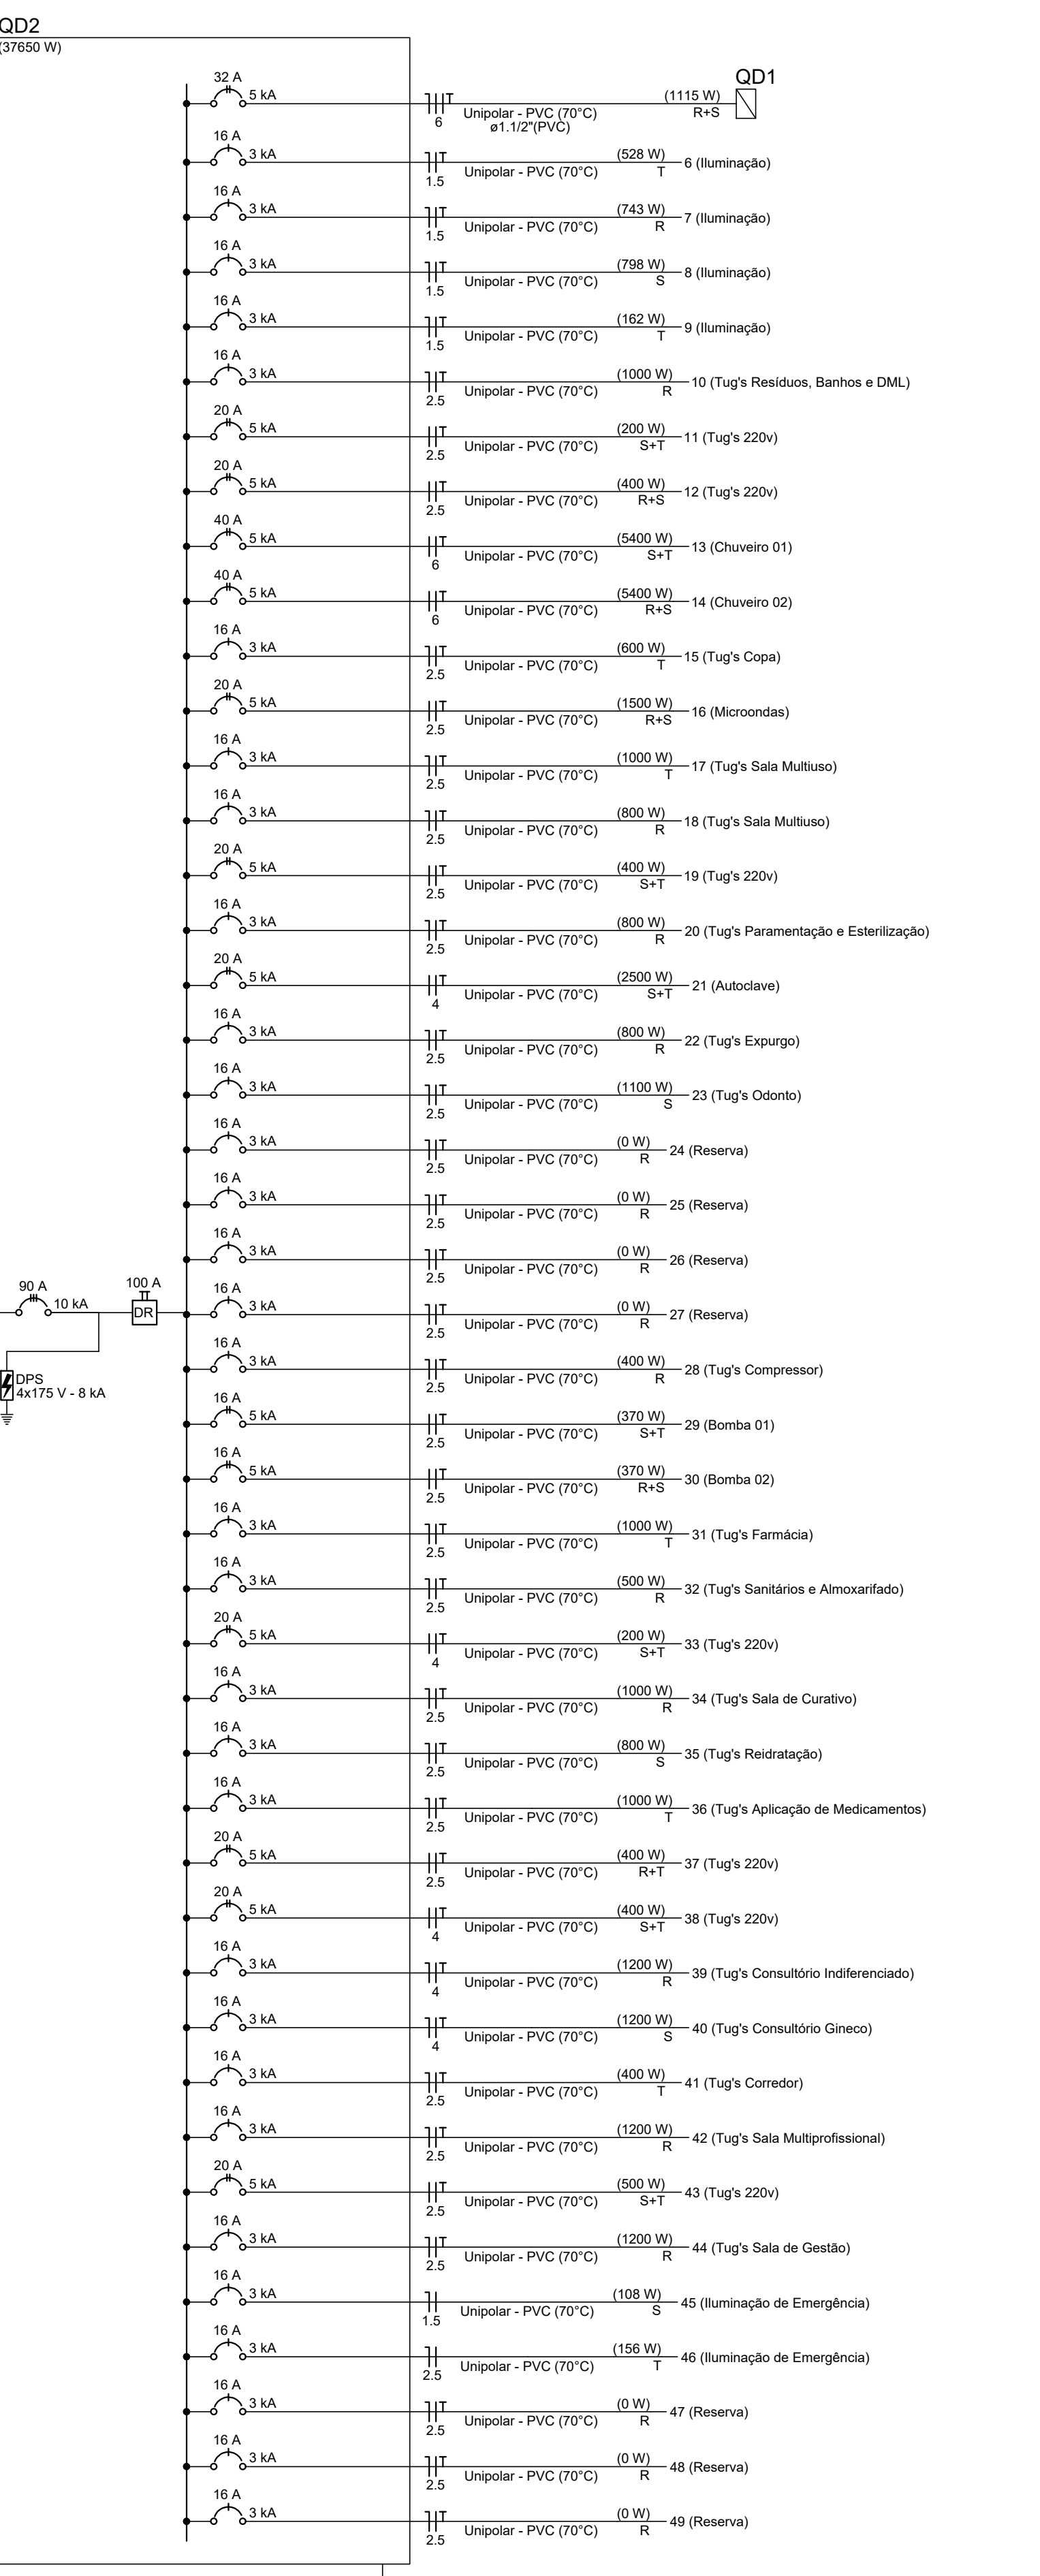 QD2
(37650 W)
QD1
32 A
5 kA
6
Unipolar - PVC (70°C)
ø1.1/2"(PVC)
(1115 W)
R+S
16 A
3 kA
1.5
Unipolar - PVC (70°C)
(528 W)
T
6 (Iluminação)
16 A
3 kA
1.5
Unipolar - PVC (70°C)
(743 W)
R
7 (Iluminação)
16 A
3 kA
1.5
Unipolar - PVC (70°C)
(798 W)
S
8 (Iluminação)
16 A
3 kA
1.5
Unipolar - PVC (70°C)
(162 W)
T
9 (Iluminação)
16 A
3 kA
2.5
Unipolar - PVC (70°C)
(1000 W)
R
10 (Tug's Resíduos, Banhos e DML)
20 A
5 kA
2.5
Unipolar - PVC (70°C)
(200 W)
S+T
11 (Tug's 220v)
20 A
5 kA
2.5
Unipolar - PVC (70°C)
(400 W)
R+S
12 (Tug's 220v)
40 A
5 kA
6
Unipolar - PVC (70°C)
(5400 W)
S+T
13 (Chuveiro 01)
40 A
5 kA
6
Unipolar - PVC (70°C)
(5400 W)
R+S
14 (Chuveiro 02)
16 A
3 kA
2.5
Unipolar - PVC (70°C)
(600 W)
T
15 (Tug's Copa)
20 A
5 kA
2.5
Unipolar - PVC (70°C)
(1500 W)
R+S
16 (Microondas)
16 A
3 kA
2.5
Unipolar - PVC (70°C)
(1000 W)
T
17 (Tug's Sala Multiuso)
16 A
3 kA
2.5
Unipolar - PVC (70°C)
(800 W)
R
18 (Tug's Sala Multiuso)
20 A
5 kA
2.5
Unipolar - PVC (70°C)
(400 W)
S+T
19 (Tug's 220v)
16 A
3 kA
2.5
Unipolar - PVC (70°C)
(800 W)
R
20 (Tug's Paramentação e Esterilização)
20 A
5 kA
4
Unipolar - PVC (70°C)
(2500 W)
S+T
21 (Autoclave)
16 A
3 kA
2.5
Unipolar - PVC (70°C)
(800 W)
R
22 (Tug's Expurgo)
16 A
3 kA
2.5
Unipolar - PVC (70°C)
(1100 W)
S
23 (Tug's Odonto)
16 A
3 kA
2.5
Unipolar - PVC (70°C)
(0 W)
R
24 (Reserva)
16 A
3 kA
2.5
Unipolar - PVC (70°C)
(0 W)
R
25 (Reserva)
16 A
3 kA
2.5
Unipolar - PVC (70°C)
(0 W)
R
26 (Reserva)
90 A
10 kA
100 A
DR
DPS
4x175 V - 8 kA
16 A
3 kA
2.5
Unipolar - PVC (70°C)
(0 W)
R
27 (Reserva)
16 A
3 kA
2.5
Unipolar - PVC (70°C)
(400 W)
R
28 (Tug's Compressor)
16 A
5 kA
2.5
Unipolar - PVC (70°C)
(370 W)
S+T
29 (Bomba 01)
16 A
5 kA
2.5
Unipolar - PVC (70°C)
(370 W)
R+S
30 (Bomba 02)
16 A
3 kA
2.5
Unipolar - PVC (70°C)
(1000 W)
T
31 (Tug's Farmácia)
16 A
3 kA
2.5
Unipolar - PVC (70°C)
(500 W)
R
32 (Tug's Sanitários e Almoxarifado)
20 A
5 kA
4
Unipolar - PVC (70°C)
(200 W)
S+T
33 (Tug's 220v)
16 A
3 kA
2.5
Unipolar - PVC (70°C)
(1000 W)
R
34 (Tug's Sala de Curativo)
16 A
3 kA
2.5
Unipolar - PVC (70°C)
(800 W)
S
35 (Tug's Reidratação)
16 A
3 kA
2.5
Unipolar - PVC (70°C)
(1000 W)
T
36 (Tug's Aplicação de Medicamentos)
20 A
5 kA
2.5
Unipolar - PVC (70°C)
(400 W)
R+T
37 (Tug's 220v)
20 A
5 kA
4
Unipolar - PVC (70°C)
(400 W)
S+T
38 (Tug's 220v)
16 A
3 kA
4
Unipolar - PVC (70°C)
(1200 W)
R
39 (Tug's Consultório Indiferenciado)
16 A
3 kA
4
Unipolar - PVC (70°C)
(1200 W)
S
40 (Tug's Consultório Gineco)
16 A
3 kA
2.5
Unipolar - PVC (70°C)
(400 W)
T
41 (Tug's Corredor)
16 A
3 kA
2.5
Unipolar - PVC (70°C)
(1200 W)
R
42 (Tug's Sala Multiprofissional)
20 A
5 kA
2.5
Unipolar - PVC (70°C)
(500 W)
S+T
43 (Tug's 220v)
16 A
3 kA
2.5
Unipolar - PVC (70°C)
(1200 W)
R
44 (Tug's Sala de Gestão)
16 A
3 kA
1.5
Unipolar - PVC (70°C)
(108 W)
S
45 (Iluminação de Emergência)
16 A
3 kA
2.5
Unipolar - PVC (70°C)
(156 W)
T
46 (Iluminação de Emergência)
16 A
3 kA
2.5
Unipolar - PVC (70°C)
(0 W)
R
47 (Reserva)
16 A
3 kA
2.5
Unipolar - PVC (70°C)
(0 W)
R
48 (Reserva)
16 A
3 kA
2.5
Unipolar - PVC (70°C)
(0 W)
R
49 (Reserva)